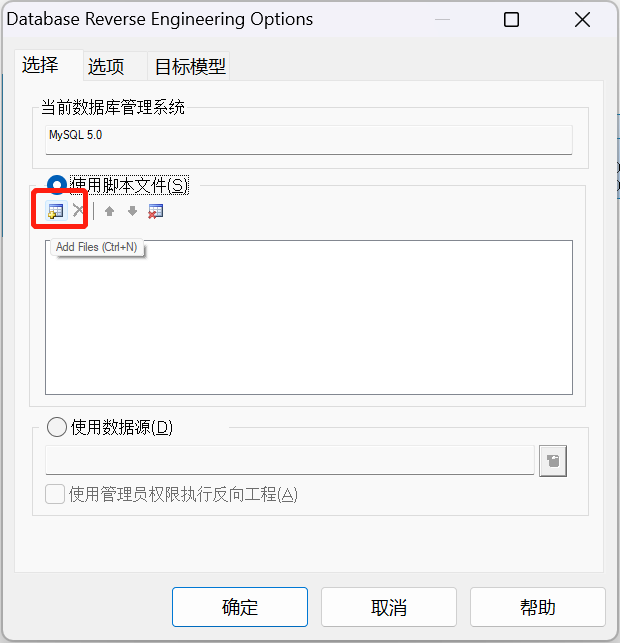 Database Reverse Engineering Options
选择
选项
目标模型
当前数据库管理系统
MySQL 5.0
使用脚本文件(S)
Add Files (Ctrl+N)
使用数据源(D)
使用管理员权限执行反向工程(A)
确定
取消
帮助